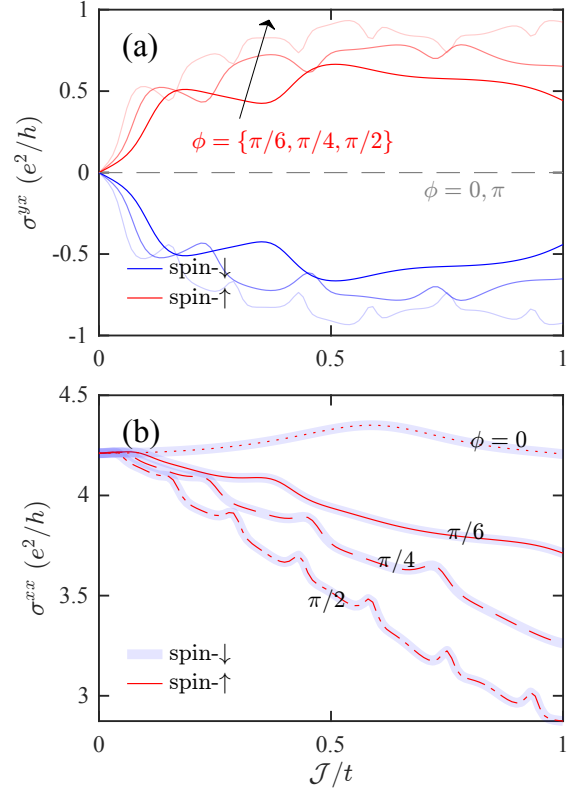 (a)
1
0.5
0
-0.5
-1
σ^{yx} (e²/h)
ϕ = {π/6, π/4, π/2}
ϕ = 0, π
spin-↓
spin-↑
0
0.5
1
(b)
4.5
4
3.5
3
σ^{xx} (e²/h)
ϕ = 0
π/6
π/4
π/2
spin-↓
spin-↑
0
0.5
1
𝒥/t